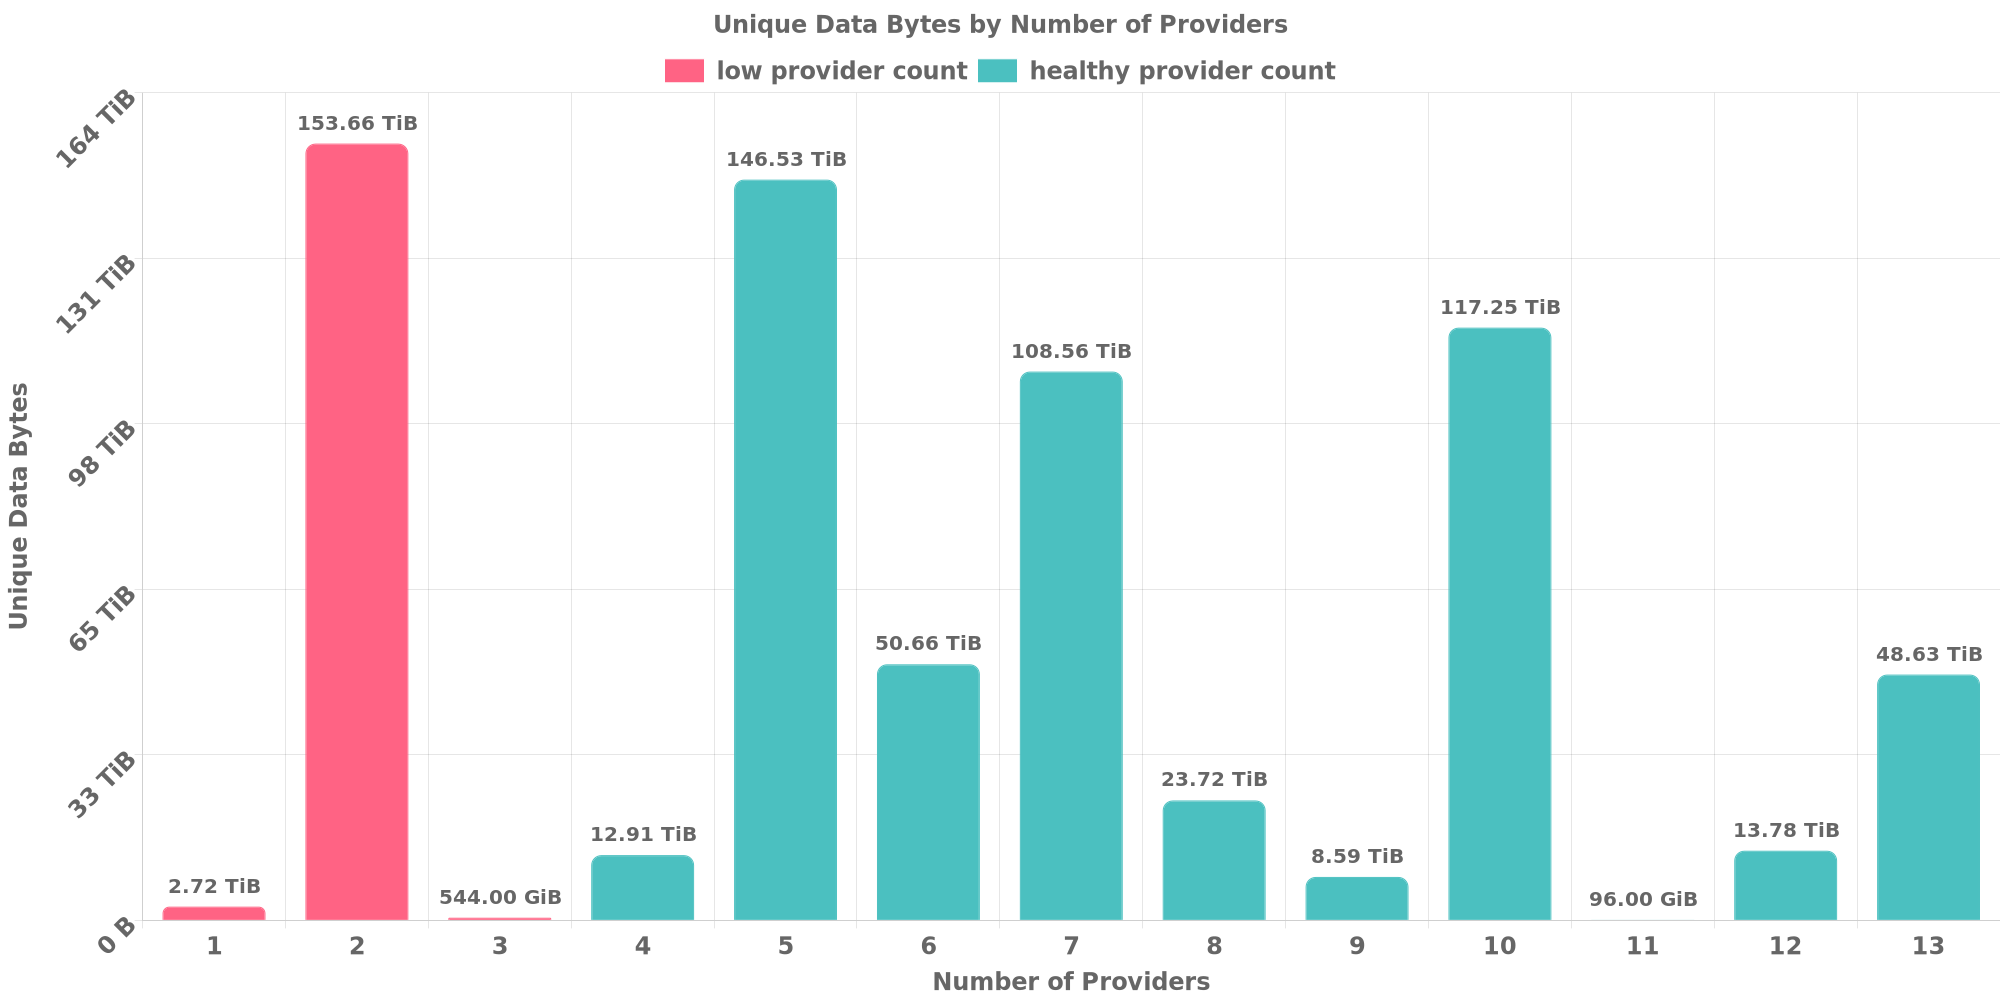 Unique Data Bytes by Number of Providers
low provider count healthy provider count
164 TiB
131 TiB
98 TiB
65 TiB
33 TiB
0 B
Unique Data Bytes
2.72 TiB
153.66 TiB
544.00 GiB
12.91 TiB
146.53 TiB
50.66 TiB
108.56 TiB
23.72 TiB
8.59 TiB
117.25 TiB
96.00 GiB
13.78 TiB
48.63 TiB
1 2 3 4 5 6 7 8 9 10 11 12 13
Number of Providers